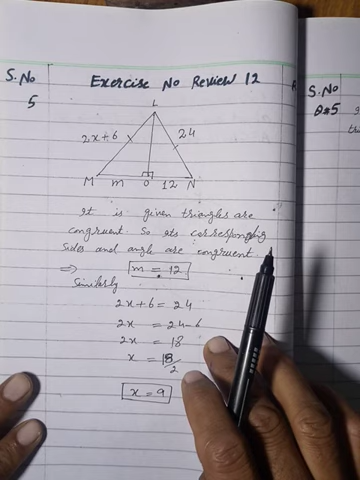 S.No
Exercise No Review 12
S.No
5
Q.5
L
2x+6
24
M
m
O
12
N
It is given triangles are
congruent. So its corresponding
sides and angle are congruent.
⇒ m = 12
Similarly
2x+6 = 24
2x = 24-6
2x = 18
x = 18/2
x = 9